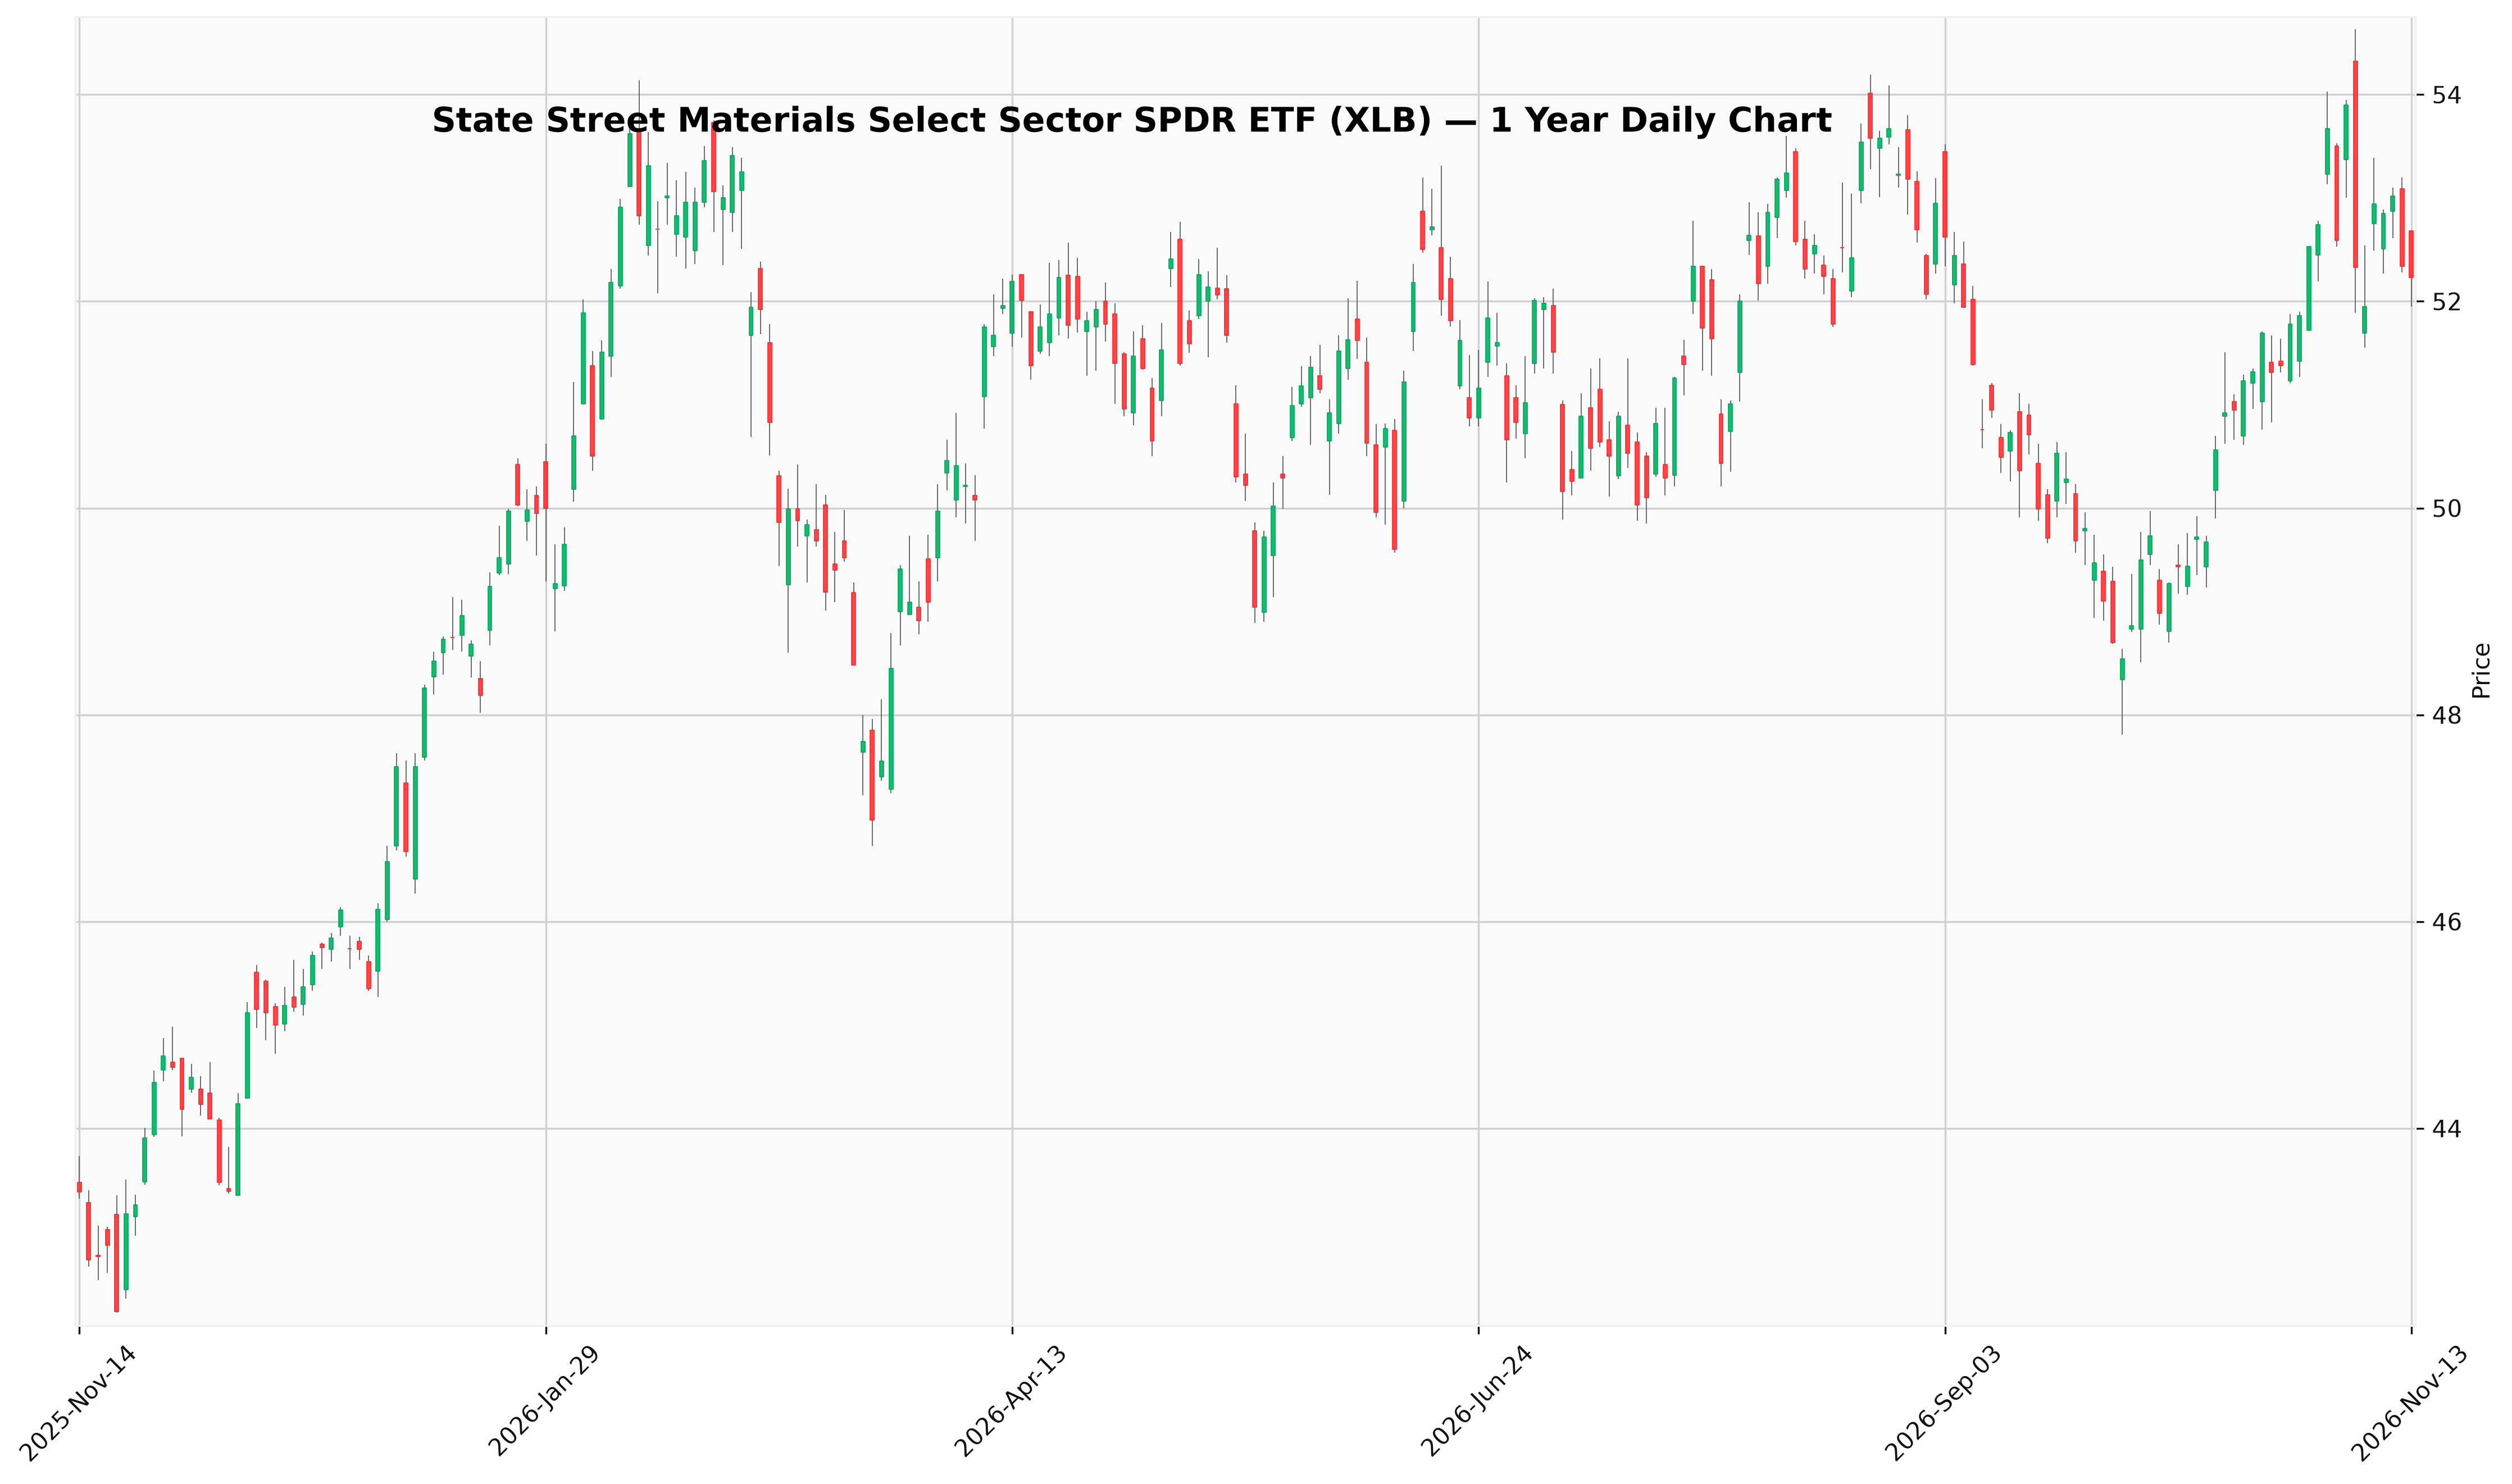 State Street Materials Select Sector SPDR ETF (XLB) — 1 Year Daily Chart
54
52
50
48
46
44
Price
2025-Nov-14
2026-Jan-29
2026-Apr-13
2026-Jun-24
2026-Sep-03
2026-Nov-13